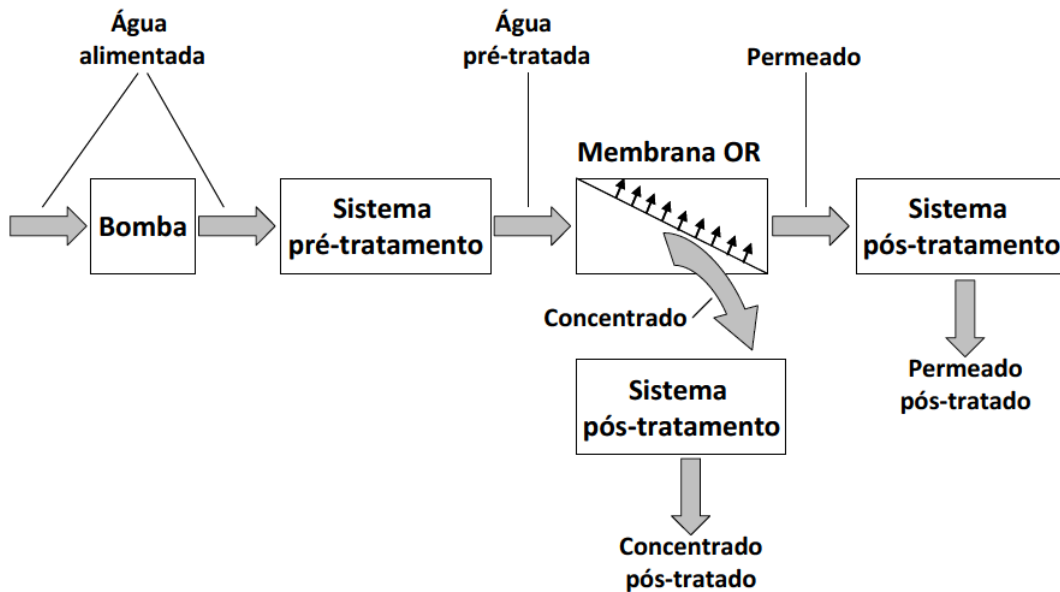 Água
alimentada
Água
pré-tratada
Permeado
Membrana OR
Bomba
Sistema
pré-tratamento
Sistema
pós-tratamento
Concentrado
Sistema
pós-tratamento
Permeado
pós-tratado
Concentrado
pós-tratado